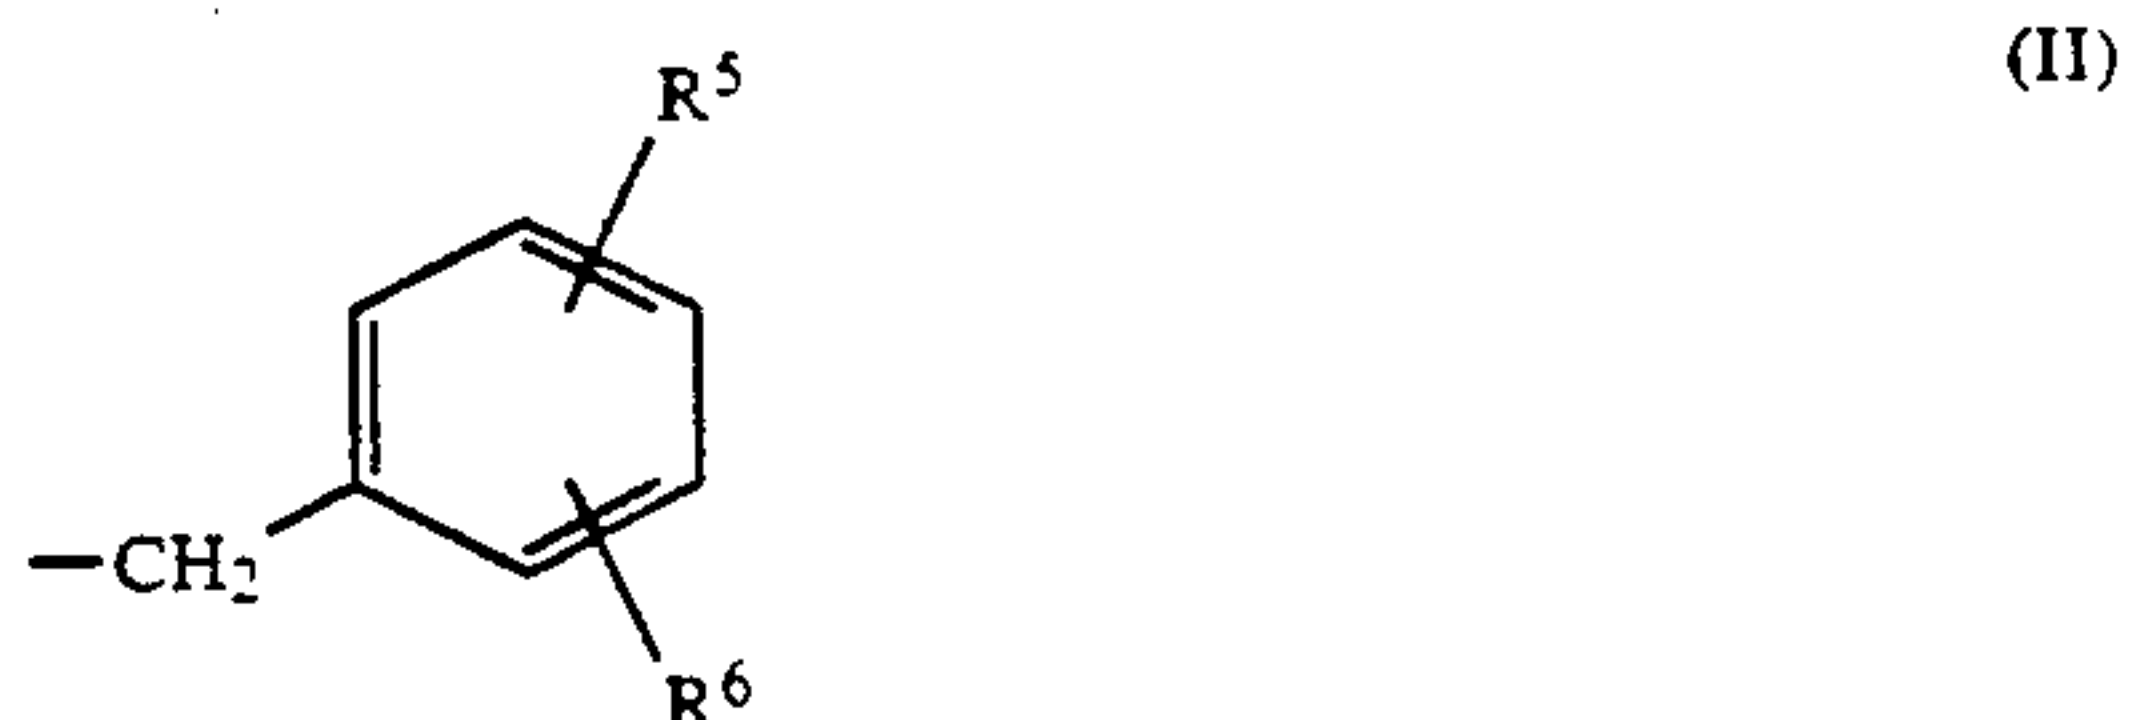 (II)
R⁵
—CH₂
R⁶